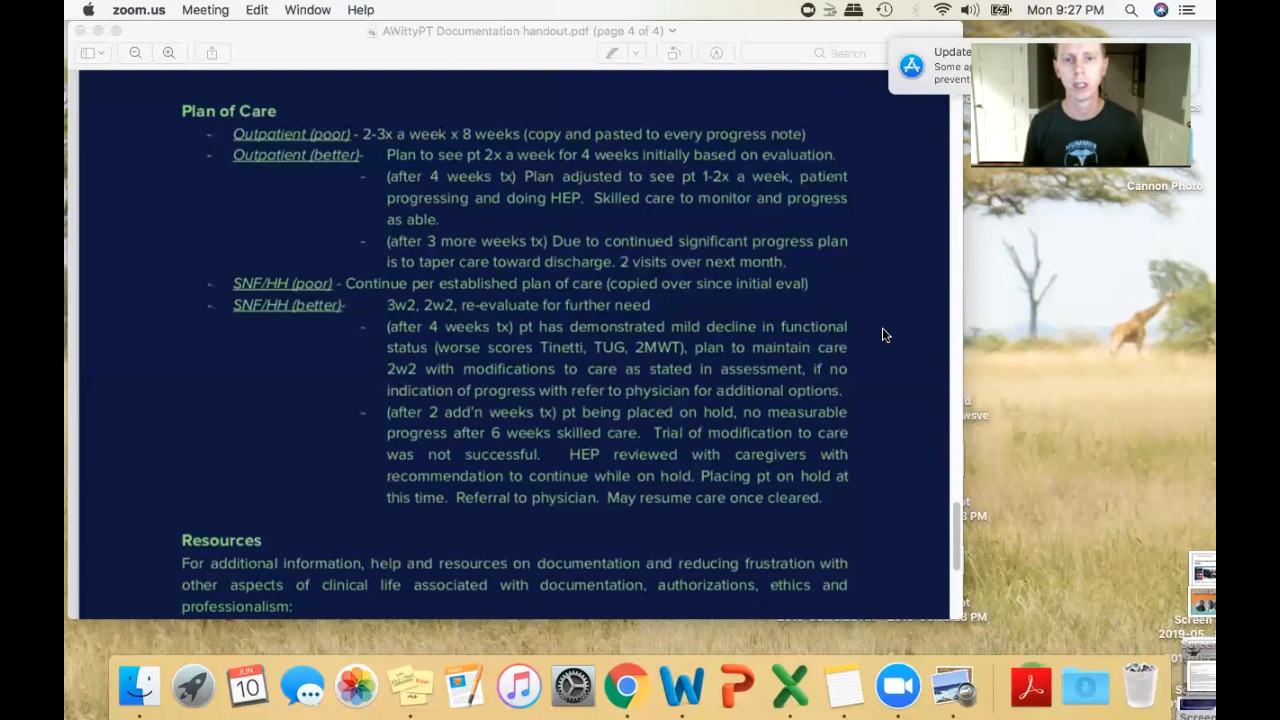 zoom.us Meeting Edit Window Help Mon 9:27 PM
AWittyPT Documentation handout.pdf (page 4 of 4)
Search
Update
Some ap
prevent
Plan of Care
- Outpatient (poor) - 2-3x a week x 8 weeks (copy and pasted to every progress note)
- Outpatient (better)- Plan to see pt 2x a week for 4 weeks initially based on evaluation.
- (after 4 weeks tx) Plan adjusted to see pt 1-2x a week, patient
progressing and doing HEP. Skilled care to monitor and progress
as able.
- (after 3 more weeks tx) Due to continued significant progress plan
is to taper care toward discharge. 2 visits over next month.
- SNF/HH (poor) - Continue per established plan of care (copied over since initial eval)
- SNF/HH (better)- 3w2, 2w2, re-evaluate for further need
- (after 4 weeks tx) pt has demonstrated mild decline in functional
status (worse scores Tinetti, TUG, 2MWT), plan to maintain care
2w2 with modifications to care as stated in assessment, if no
indication of progress with refer to physician for additional options.
- (after 2 add'n weeks tx) pt being placed on hold, no measurable
progress after 6 weeks skilled care. Trial of modification to care
was not successful. HEP reviewed with caregivers with
recommendation to continue while on hold. Placing pt on hold at
this time. Referral to physician. May resume care once cleared.
Resources
For additional information, help and resources on documentation and reducing frustration with
other aspects of clinical life associated with documentation, authorizations, ethics and
professionalism:
Cannon Photo
JUN
10
Screen
2019-05